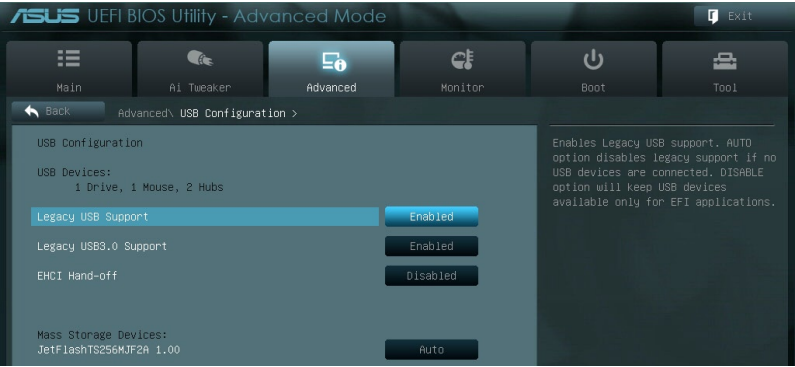 ASUS UEFI BIOS Utility - Advanced Mode
Exit
Main
Ai Tweaker
Advanced
Monitor
Boot
Tool
Back
Advanced\ USB Configuration >
USB Configuration
USB Devices:
1 Drive, 1 Mouse, 2 Hubs
Legacy USB Support Enabled
Legacy USB3.0 Support Enabled
EHCI Hand-off Disabled
Mass Storage Devices:
JetFlashTS256MJF2A 1.00 Auto
Enables Legacy USB support. AUTO
option disables legacy support if no
USB devices are connected. DISABLE
option will keep USB devices
available only for EFI applications.